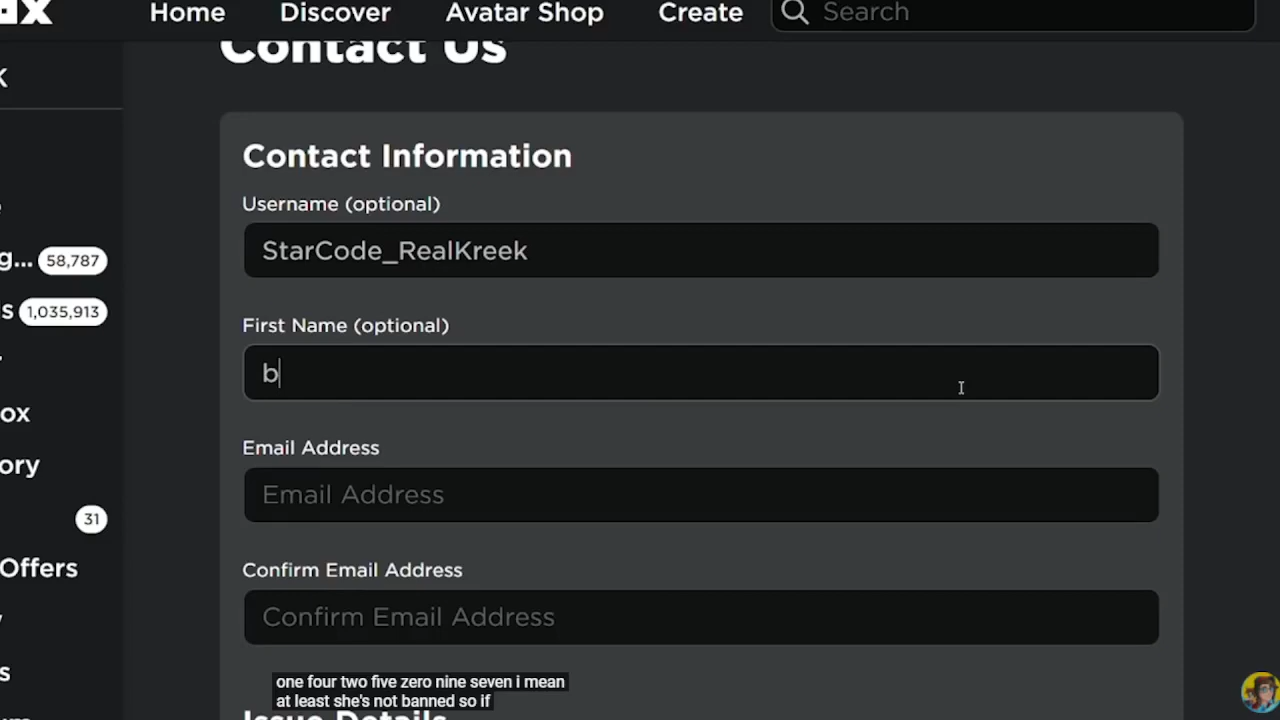 Home Discover Avatar Shop Create Search
Contact Us
Contact Information
Username (optional)
StarCode_RealKreek
First Name (optional)
58,787
1,035,913
b
Email Address
Email Address
31
Confirm Email Address
Offers
Confirm Email Address
one four two five zero nine seven i mean
at least she's not banned so if
Issue Details